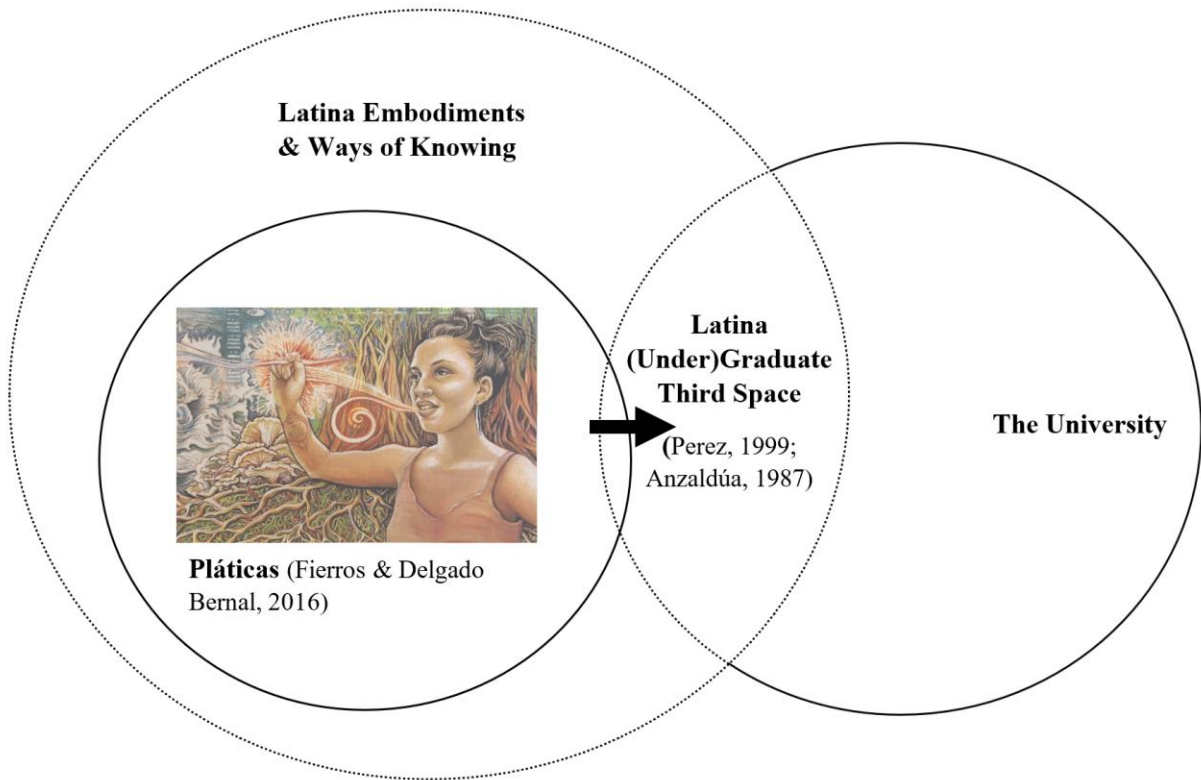 Latina Embodiments
& Ways of Knowing
Latina
(Under)Graduate
Third Space
(Perez, 1999;
Anzaldúa, 1987)
The University
Pláticas (Fierros & Delgado
Bernal, 2016)